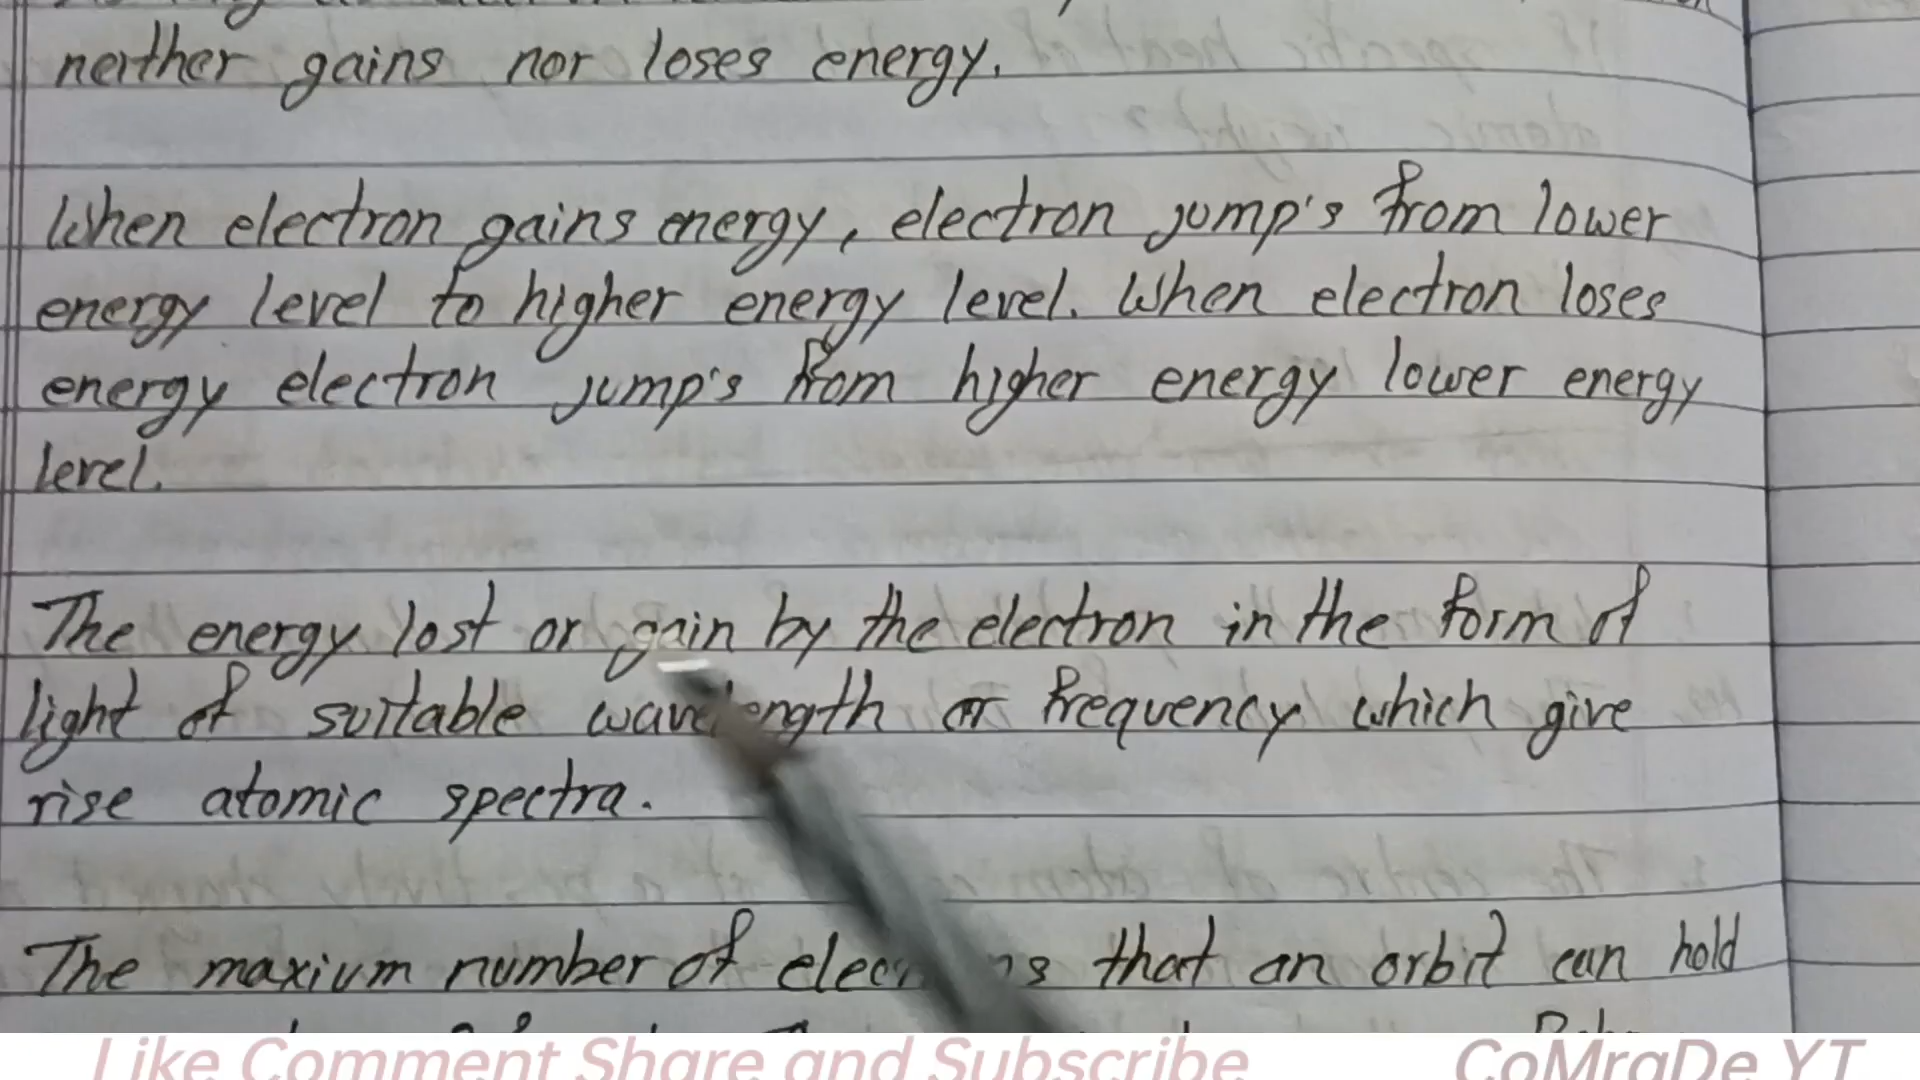 neither gains nor loses energy.
When electron gains energy, electron jump's from lower
energy level to higher energy level. When electron loses
energy electron jump's from higher energy lower energy
level.
The energy lost or gain by the electron in the form of
light of suitable wavelength or frequency which give
rise atomic spectra.
The maxium number of electrons that an orbit can hold
Like Comment Share and Subscribe CoMraDe YT